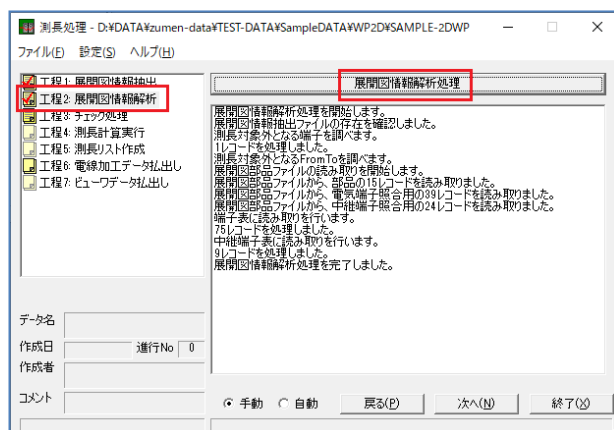 測長処理 - D:¥DATA¥zumen-data¥TEST-DATA¥SampleDATA¥WP2D¥SAMPLE-2DWP
ファイル(F) 設定(S) ヘルプ(H)
工程1: 展開図情報抽出
工程2: 展開図情報解析
工程3: チェック処理
工程4: 測長計算実行
工程5: 測長リスト作成
工程6: 電線加工データ払出し
工程7: ビューワデータ払出し
展開図情報解析処理
展開図情報解析処理を開始します。
展開図情報抽出ファイルの存在を確認しました。
測長対象外となる端子を調べます。
1レコードを処理しました。
測長対象外となるFromToを調べます。
展開図部品ファイルの読み取りを開始します。
展開図部品ファイルから、部品の15レコードを読み取りました。
展開図部品ファイルから、電気端子照合用の39レコードを読み取りました。
展開図部品ファイルから、中継端子照合用の24レコードを読み取りました。
端子表に読み取りを行います。
75レコードを処理しました。
中継端子表に読み取りを行います。
9レコードを処理しました。
展開図情報解析処理を完了しました。
データ名
作成日 進行No 0
作成者
コメント
手動 自動 戻る(P) 次へ(N) 終了(X)